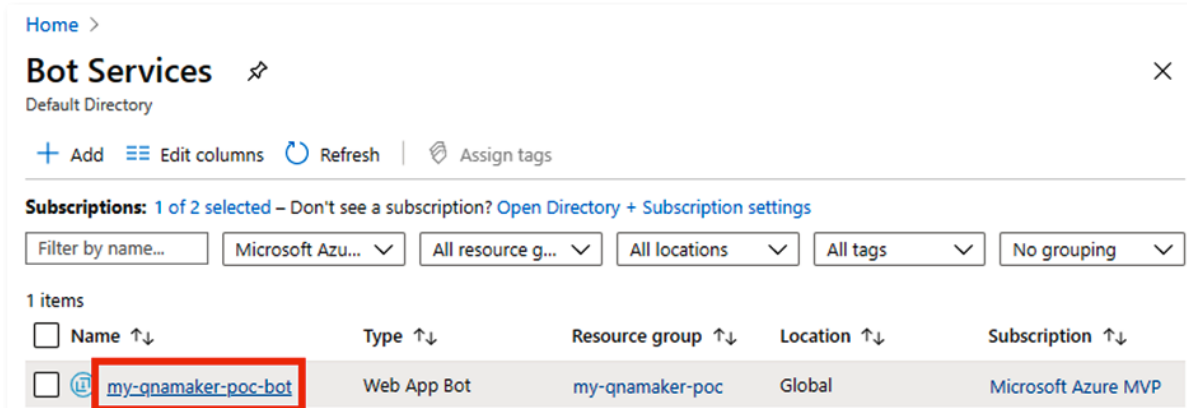 Home >
Bot Services
Default Directory
+ Add Edit columns Refresh Assign tags
Subscriptions: 1 of 2 selected – Don't see a subscription? Open Directory + Subscription settings
Filter by name... Microsoft Azu... All resource g... All locations All tags No grouping
1 items
Name ↑↓ Type ↑↓ Resource group ↑↓ Location ↑↓ Subscription ↑↓
my-qnamaker-poc-bot Web App Bot my-qnamaker-poc Global Microsoft Azure MVP